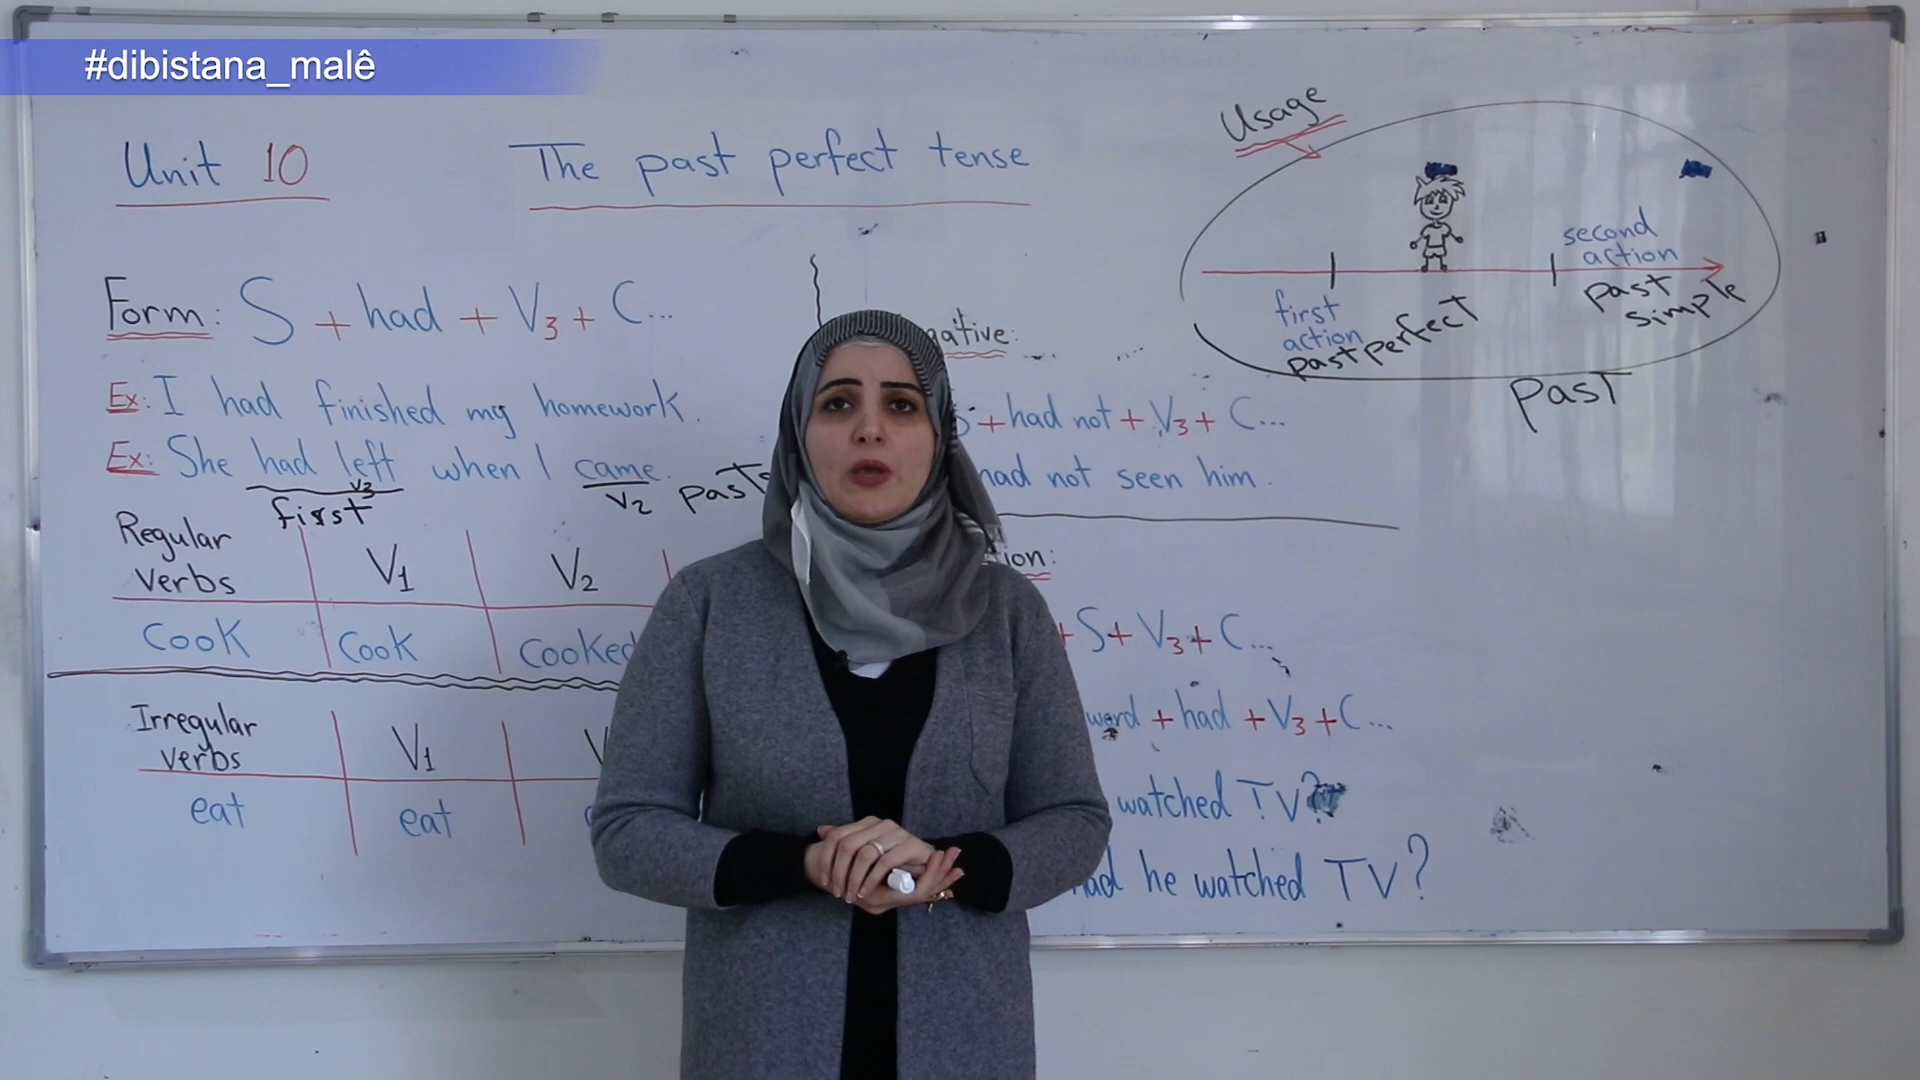 #dibistana_malê
Unit 10
The past perfect tense
Form: S + had + V3 + C...
Ex: I had finished my homework.
Ex: She had left when I came.
V3
first
V2 past
Regular verbs
V1
V2
cook
cook
cooked
Irregular verbs
V1
eat
eat
S + had not + V3 + C...
had not seen him.
+ S + V3 + C...
word + had + V3 + C...
watched TV?
had he watched TV?
Usage
second action
past simple
first action
past perfect
past